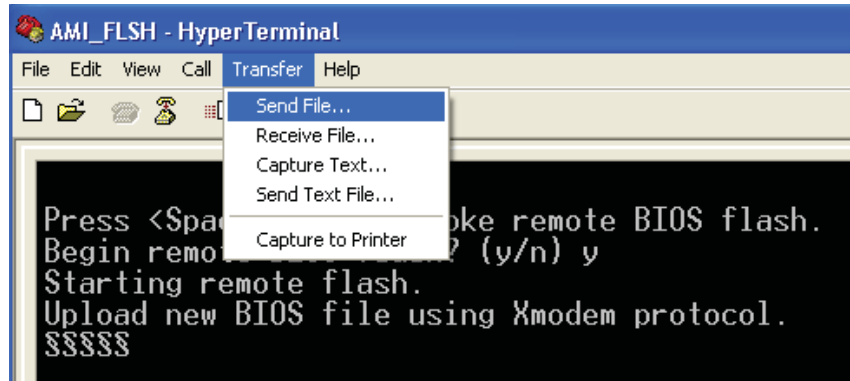 AMI_FLSH - HyperTerminal
File Edit View Call Transfer Help
Send File...
Receive File...
Capture Text...
Send Text File...
Capture to Printer
Press <Spa oke remote BIOS flash.
Begin remo ? (y/n) y
Starting remote flash.
Upload new BIOS file using Xmodem protocol.
§§§§§